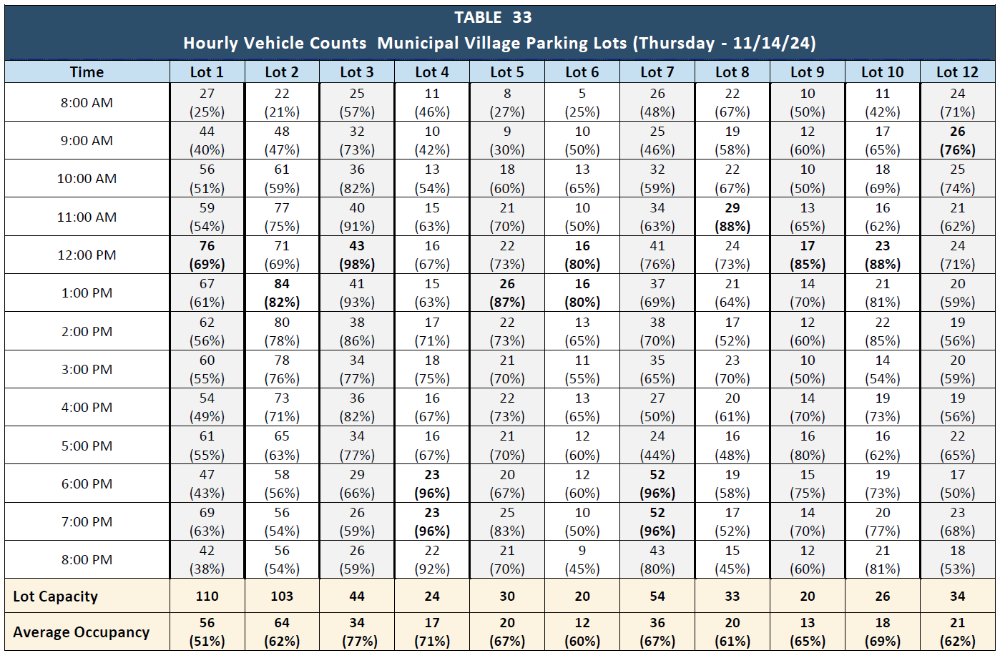 TABLE 33
Hourly Vehicle Counts Municipal Village Parking Lots (Thursday - 11/14/24)
Time Lot 1 Lot 2 Lot 3 Lot 4 Lot 5 Lot 6 Lot 7 Lot 8 Lot 9 Lot 10 Lot 12
8:00 AM 27 22 25 11 8 5 26 22 10 11 24
(25%) (21%) (57%) (46%) (27%) (25%) (48%) (67%) (50%) (42%) (71%)
9:00 AM 44 48 32 10 9 10 25 19 12 17 26
(40%) (47%) (73%) (42%) (30%) (50%) (46%) (58%) (60%) (65%) (76%)
10:00 AM 56 61 36 13 18 13 32 22 10 18 25
(51%) (59%) (82%) (54%) (60%) (65%) (59%) (67%) (50%) (69%) (74%)
11:00 AM 59 77 40 15 21 10 34 29 13 16 21
(54%) (75%) (91%) (63%) (70%) (50%) (63%) (88%) (65%) (62%) (62%)
12:00 PM 76 71 43 16 22 16 41 24 17 23 24
(69%) (69%) (98%) (67%) (73%) (80%) (76%) (73%) (85%) (88%) (71%)
1:00 PM 67 84 41 15 26 16 37 21 14 21 20
(61%) (82%) (93%) (63%) (87%) (80%) (69%) (64%) (70%) (81%) (59%)
2:00 PM 62 80 38 17 22 13 38 17 12 22 19
(56%) (78%) (86%) (71%) (73%) (65%) (70%) (52%) (60%) (85%) (56%)
3:00 PM 60 78 34 18 21 11 35 23 10 14 20
(55%) (76%) (77%) (75%) (70%) (55%) (65%) (70%) (50%) (54%) (59%)
4:00 PM 54 73 36 16 22 13 27 20 14 19 19
(49%) (71%) (82%) (67%) (73%) (65%) (50%) (61%) (70%) (73%) (56%)
5:00 PM 61 65 34 16 21 12 24 16 16 16 22
(55%) (63%) (77%) (67%) (70%) (60%) (44%) (48%) (80%) (62%) (65%)
6:00 PM 47 58 29 23 20 12 52 19 15 19 17
(43%) (56%) (66%) (96%) (67%) (60%) (96%) (58%) (75%) (73%) (50%)
7:00 PM 69 56 26 23 25 10 52 17 14 20 23
(63%) (54%) (59%) (96%) (83%) (50%) (96%) (52%) (70%) (77%) (68%)
8:00 PM 42 56 26 22 21 9 43 15 12 21 18
(38%) (54%) (59%) (92%) (70%) (45%) (80%) (45%) (60%) (81%) (53%)
Lot Capacity 110 103 44 24 30 20 54 33 20 26 34
Average Occupancy 56 64 34 17 20 12 36 20 13 18 21
(51%) (62%) (77%) (71%) (67%) (60%) (67%) (61%) (65%) (69%) (62%)